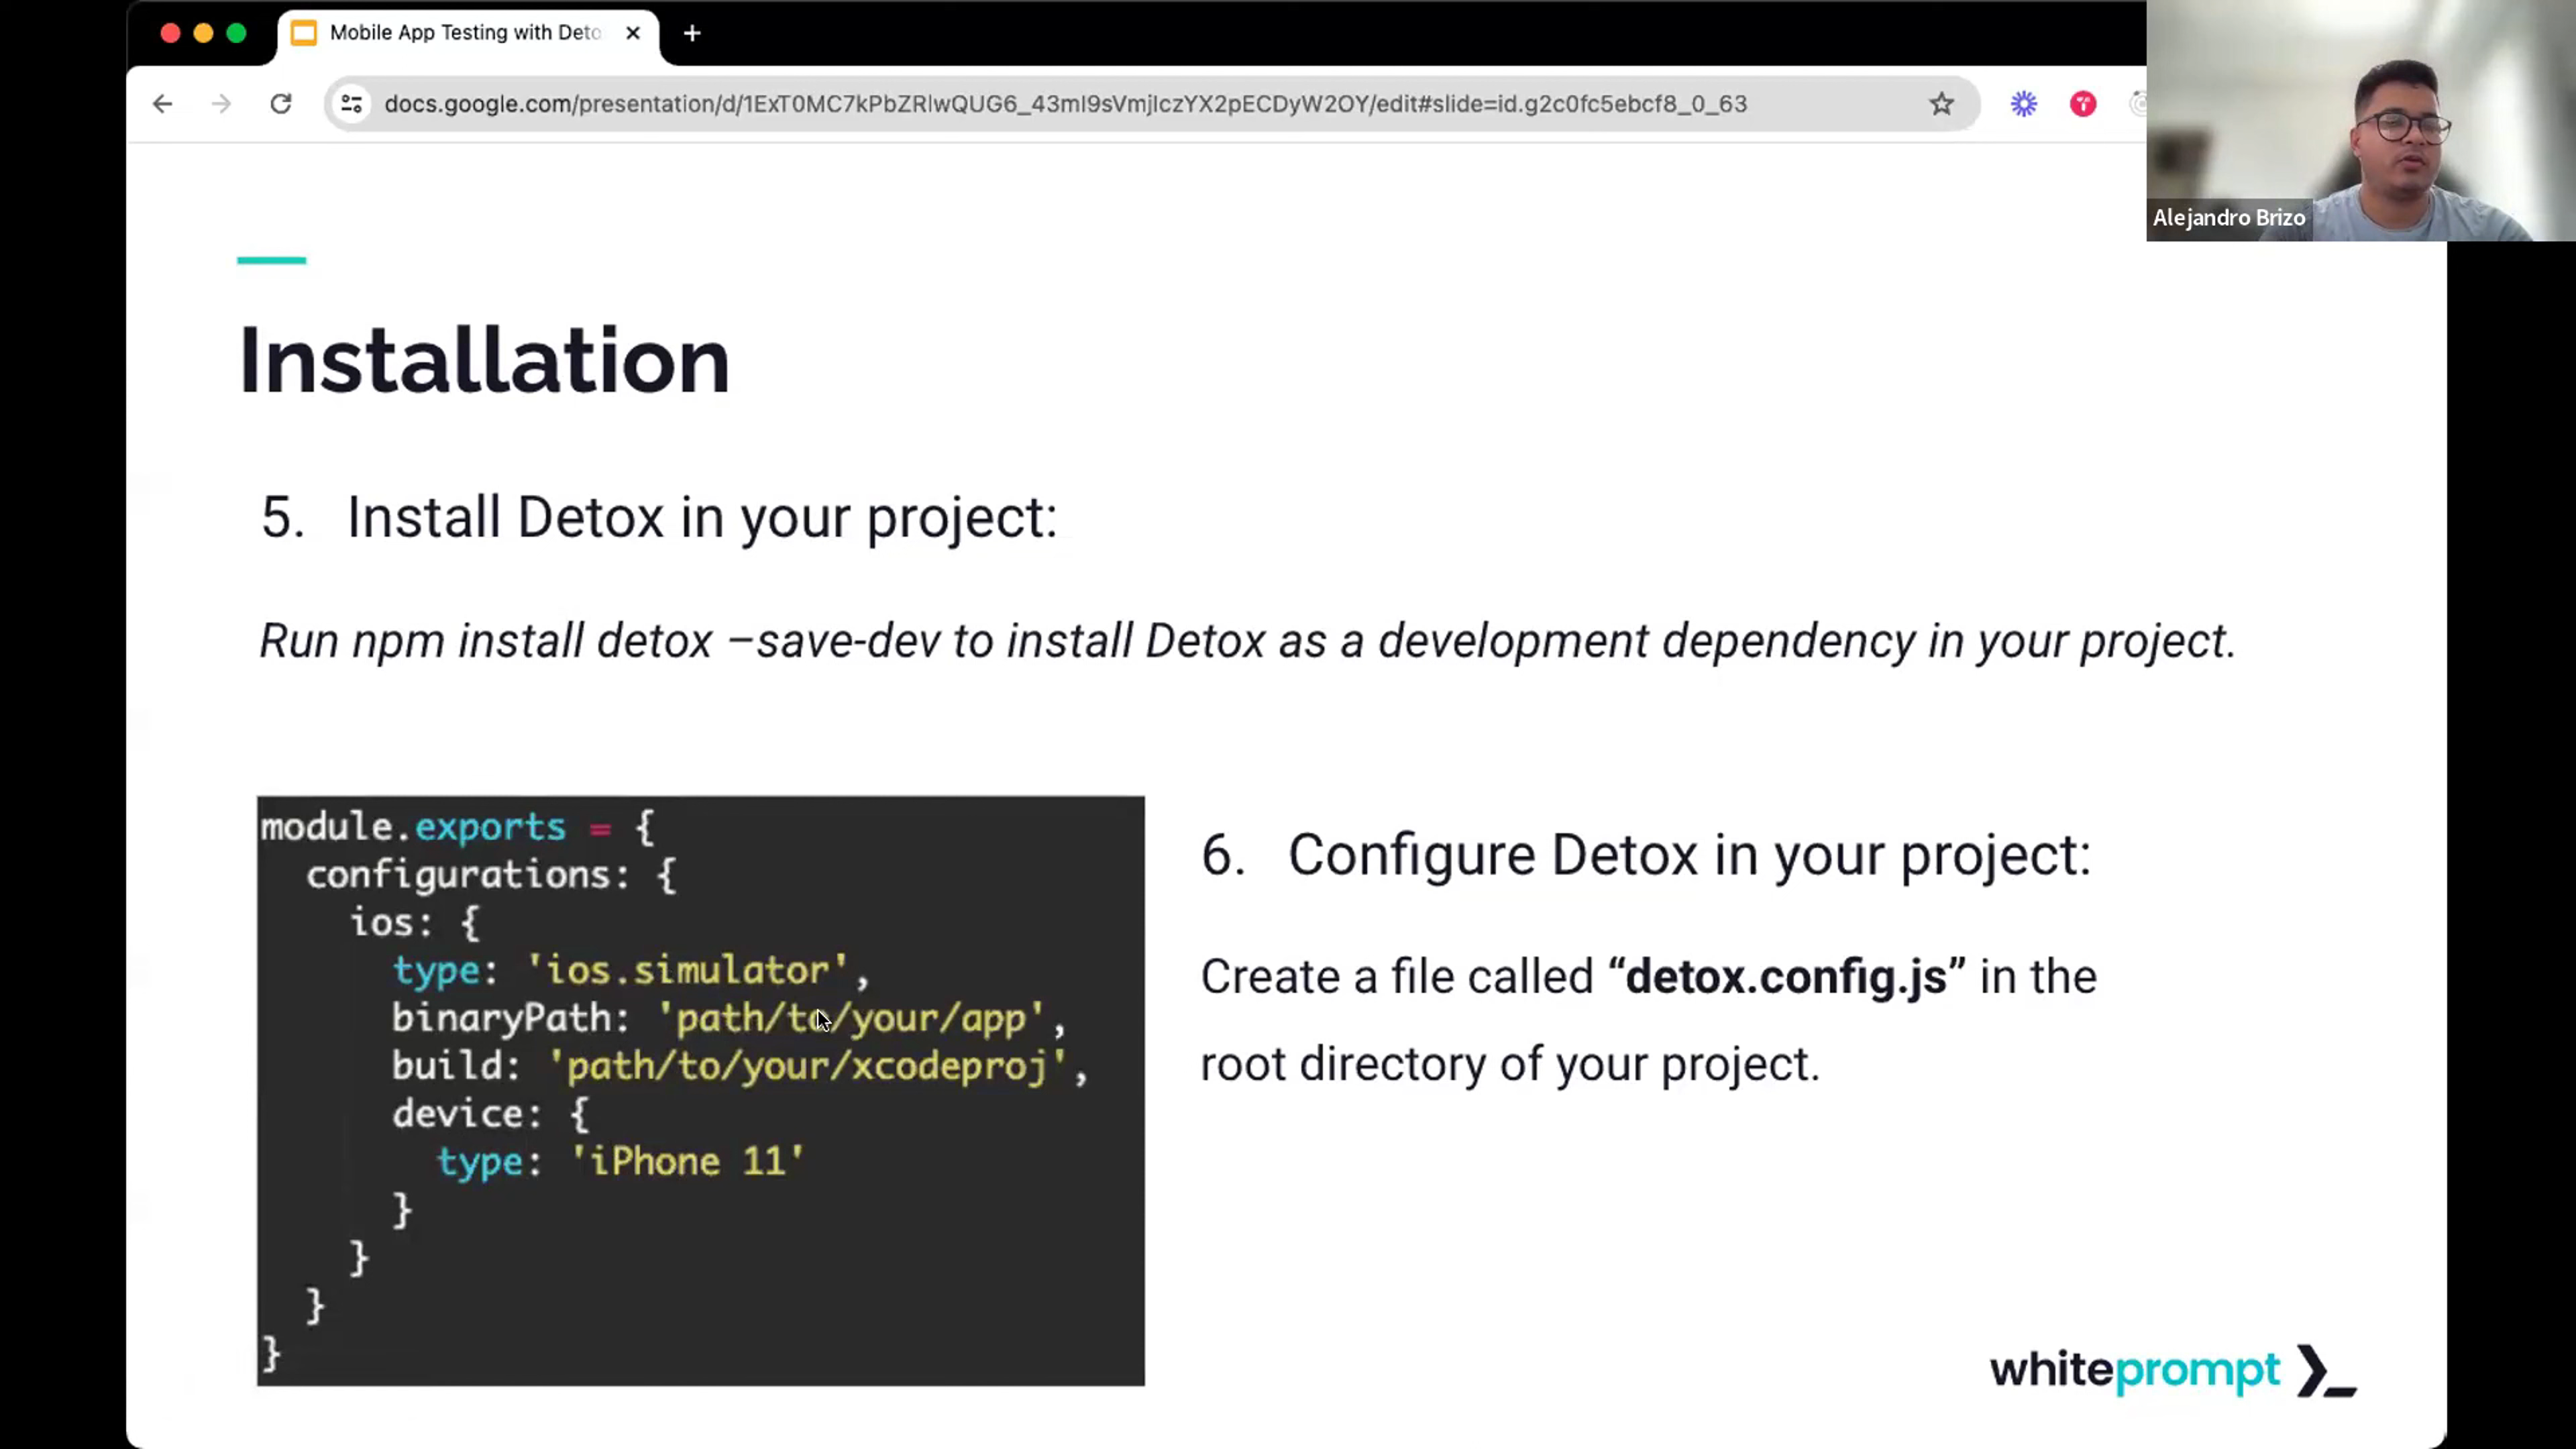 Mobile App Testing with Deto
docs.google.com/presentation/d/1ExT0MC7kPbZRlwQUG6_43ml9sVmjlczYX2pECDyW2OY/edit#slide=id.g2c0fc5ebcf8_0_63
Alejandro Brizo
Installation
5. Install Detox in your project:
Run npm install detox –save-dev to install Detox as a development dependency in your project.
module.exports = {
  configurations: {
    ios: {
      type: 'ios.simulator',
      binaryPath: 'path/to/your/app',
      build: 'path/to/your/xcodeproj',
      device: {
        type: 'iPhone 11'
      }
    }
  }
}
6. Configure Detox in your project:
Create a file called “detox.config.js” in the
root directory of your project.
whiteprompt